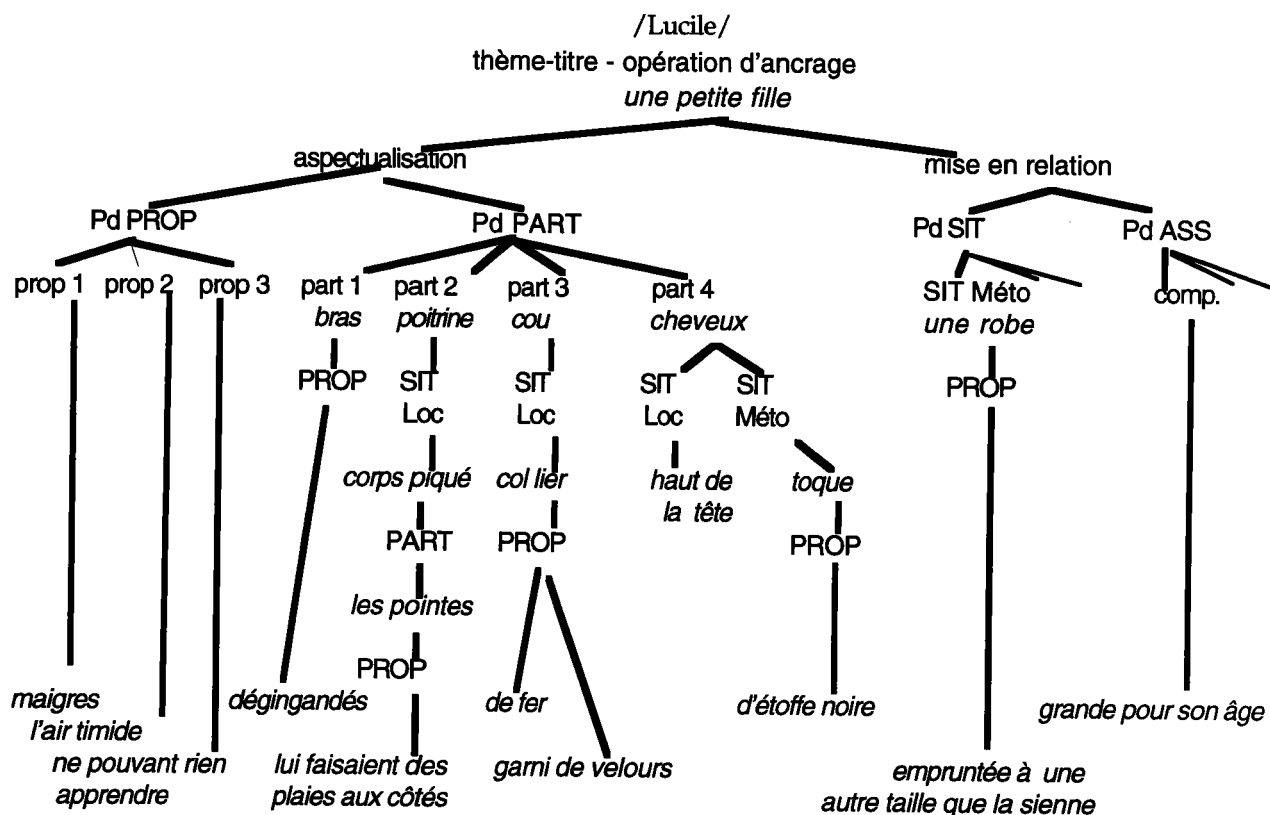 /Lucile/
thème-titre - opération d'ancrage
une petite fille
aspectualisation
mise en relation
Pd PROP
Pd PART
Pd SIT
Pd ASS
prop 1
prop 2
prop 3
part 1
bras
part 2
poitrine
part 3
cou
part 4
cheveux
SIT Méto
une robe
comp.
PROP
SIT
Loc
SIT
Loc
SIT
Loc
SIT
Méto
PROP
corps piqué
col lier
haut de
la tête
toque
PART
PROP
PROP
les pointes
PROP
maigres
l'air timide
ne pouvant rien
apprendre
dégingandés
lui faisaient des
plaies aux côtés
de fer
garni de velours
d'étoffe noire
empruntée à une
autre taille que la sienne
grande pour son âge